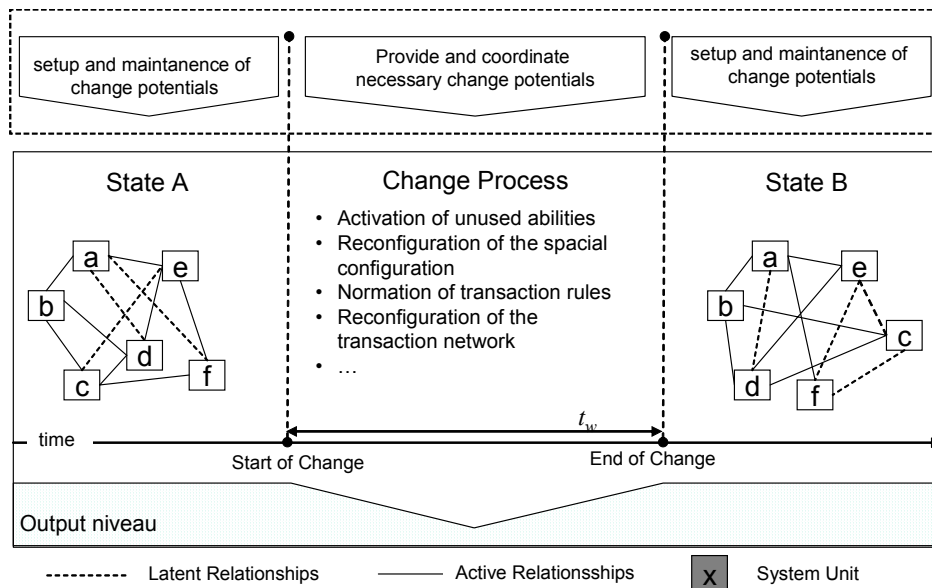 setup and maintanence of
change potentials
Provide and coordinate
necessary change potentials
setup and maintanence of
change potentials
State A
Change Process
State B
• Activation of unused abilities
• Reconfiguration of the spacial
configuration
• Normation of transaction rules
• Reconfiguration of the
transaction network
• …
a
e
b
d
c
f
a
e
b
c
d
f
t_w
time
Start of Change
End of Change
Output niveau
Latent Relationships
Active Relationsships
x
System Unit